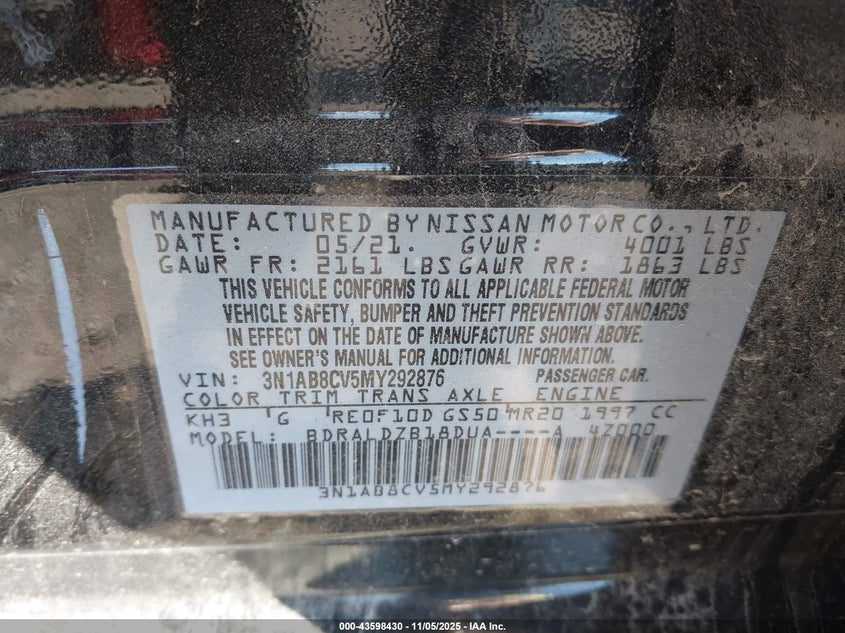 MANUFACTURED BY NISSAN MOTOR CO., LTD.
DATE: 05/21. GVWR: 4001 LBS
GAWR FR: 2161 LBS GAWR RR: 1863 LBS
THIS VEHICLE CONFORMS TO ALL APPLICABLE FEDERAL MOTOR
VEHICLE SAFETY, BUMPER AND THEFT PREVENTION STANDARDS
IN EFFECT ON THE DATE OF MANUFACTURE SHOWN ABOVE.
SEE OWNER'S MANUAL FOR ADDITIONAL INFORMATION.
VIN: 3N1AB8CV5MY292876 PASSENGER CAR.
COLOR TRIM TRANS AXLE ENGINE
KH3 'G RE0F10D GS50 MR20 1997 CC
MODEL: BDRALDZB18DUA----A 4Z000
3N1AB8CV5MY292876
000-43598430 - 11/05/2025 - IAA Inc.